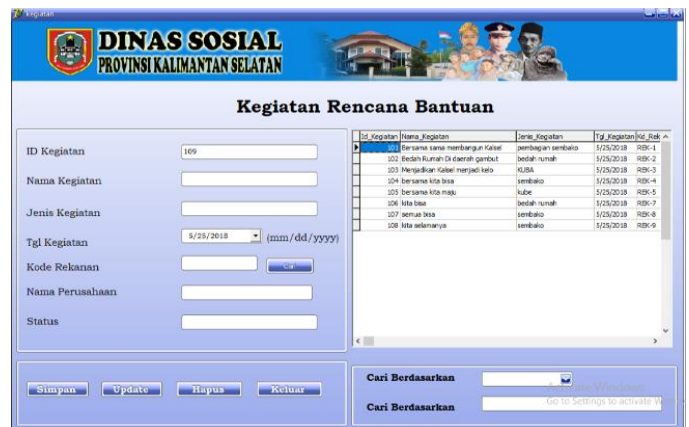 kegiatan
DINAS SOSIAL
PROVINSI KALIMANTAN SELATAN
Kegiatan Rencana Bantuan
ID Kegiatan 109
Nama Kegiatan
Jenis Kegiatan
Tgl Kegiatan 5/25/2018 (mm/dd/yyyy)
Kode Rekanan Cari
Nama Perusahaan
Status
Id_Kegiatan Nama_Kegiatan Jenis_Kegiatan Tgl_Kegiatan Kd_Rek
101 Bersama sama membangun Kalsel pembagian sembako 5/25/2018 REK-1
102 Bedah Rumah Di daerah gambut bedah rumah 5/25/2018 REK-2
103 Menjadikan Kalsel menjadi kelo KUBA 5/25/2018 REK-3
104 bersama kita bisa sembako 5/25/2018 REK-4
105 bersama kita maju kube 5/25/2018 REK-5
106 kita bisa bedah rumah 5/25/2018 REK-7
107 semua bisa sembako 5/25/2018 REK-8
108 kita selamanya sembako 5/25/2018 REK-9
Simpan Update Hapus Keluar
Cari Berdasarkan
Cari Berdasarkan
Activate Windows
Go to Settings to activate W